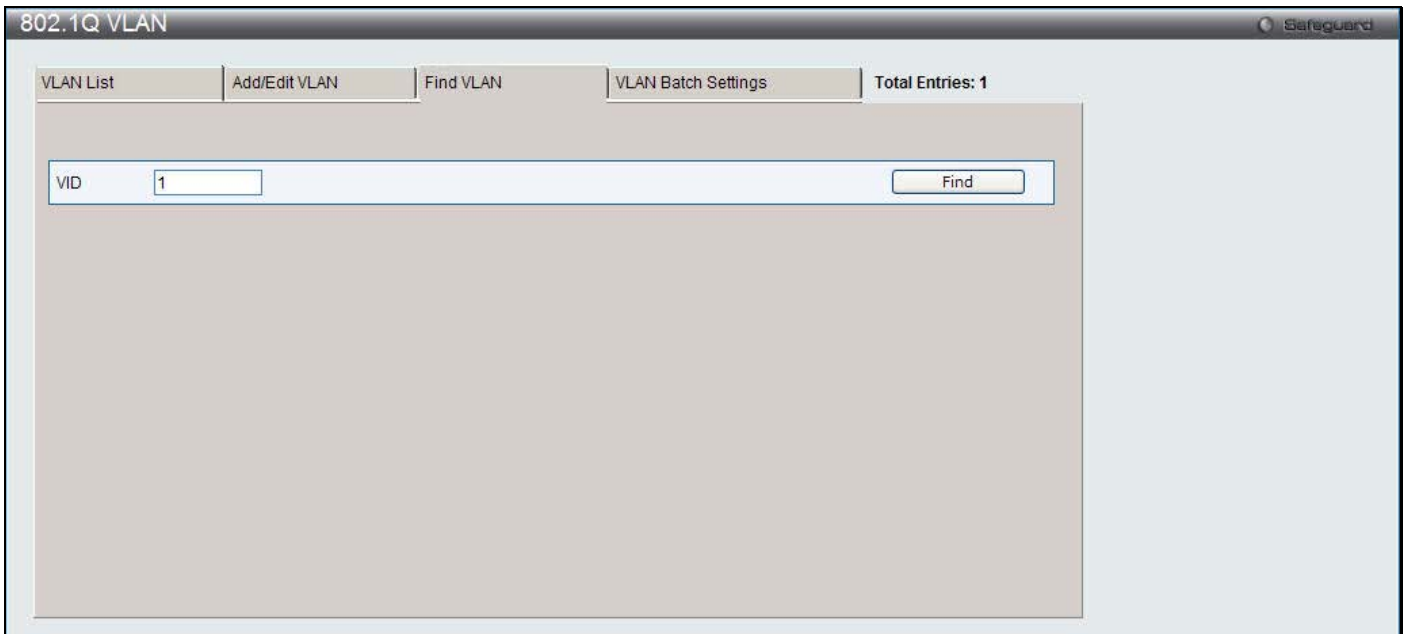 802.1Q VLAN
Safeguard
VLAN List
Add/Edit VLAN
Find VLAN
VLAN Batch Settings
Total Entries: 1
VID
1
Find